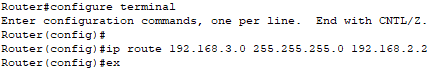 Router#configure terminal
Enter configuration commands, one per line.  End with CNTL/Z.
Router(config)#
Router(config)#ip route 192.168.3.0 255.255.255.0 192.168.2.2
Router(config)#ex